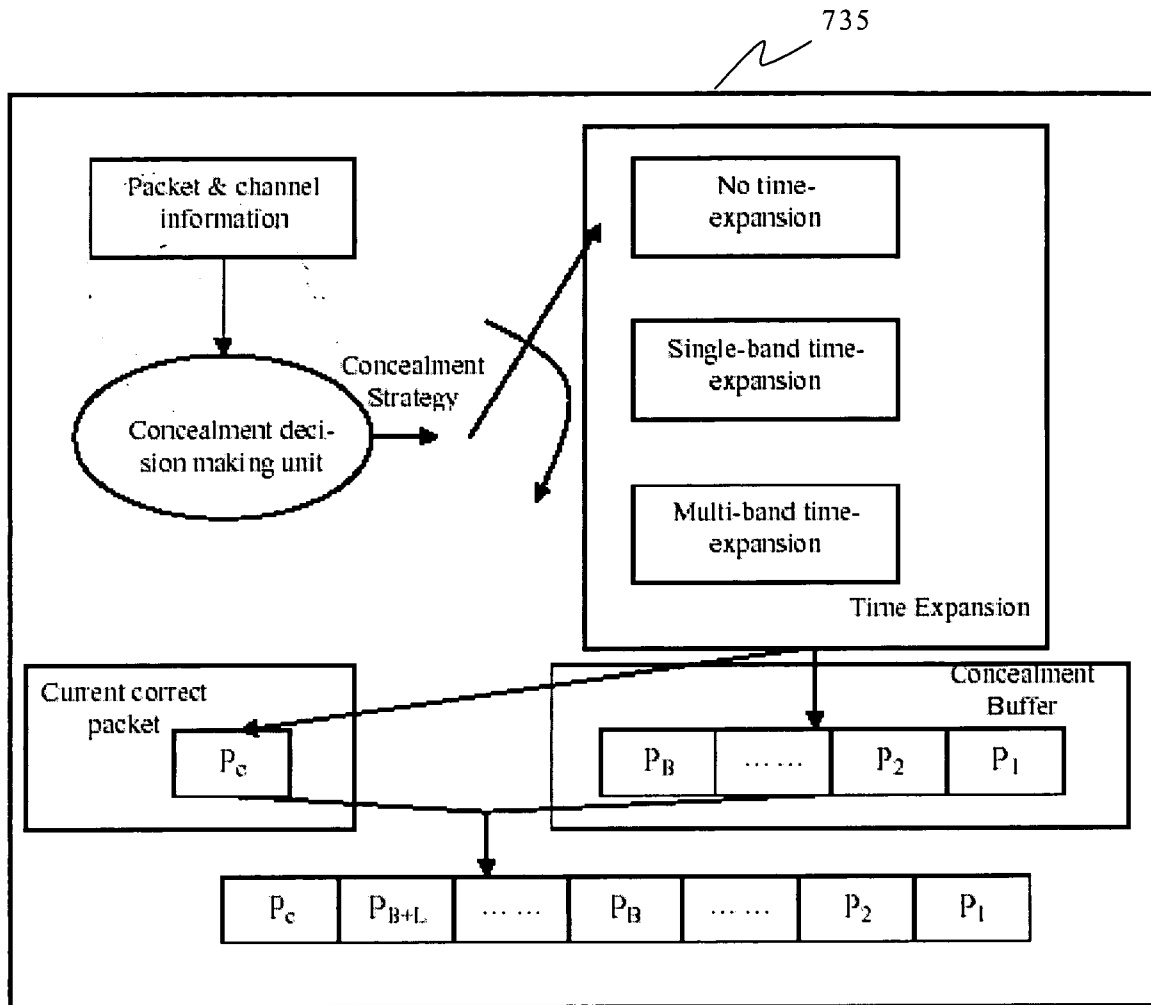 735
Packet & channel
information
No time-
expansion
Concealment
Strategy
Single-band time-
expansion
Concealment deci-
sion making unit
Multi-band time-
expansion
Time Expansion
Current correct
packet
Concealment
Buffer
Pc
PB
... ...
P2
P1
Pc
PB+L
... ...
PB
... ...
P2
P1